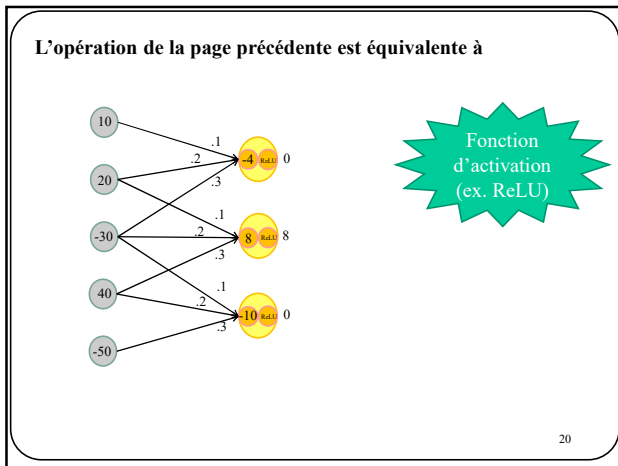 L'opération de la page précédente est équivalente à
10
20
-30
40
-50
.1
.2
.3
-4 ReLU 0
.1
.2
.3
8 ReLU 8
.1
.2
.3
-10 ReLU 0
Fonction
d'activation
(ex. ReLU)
20